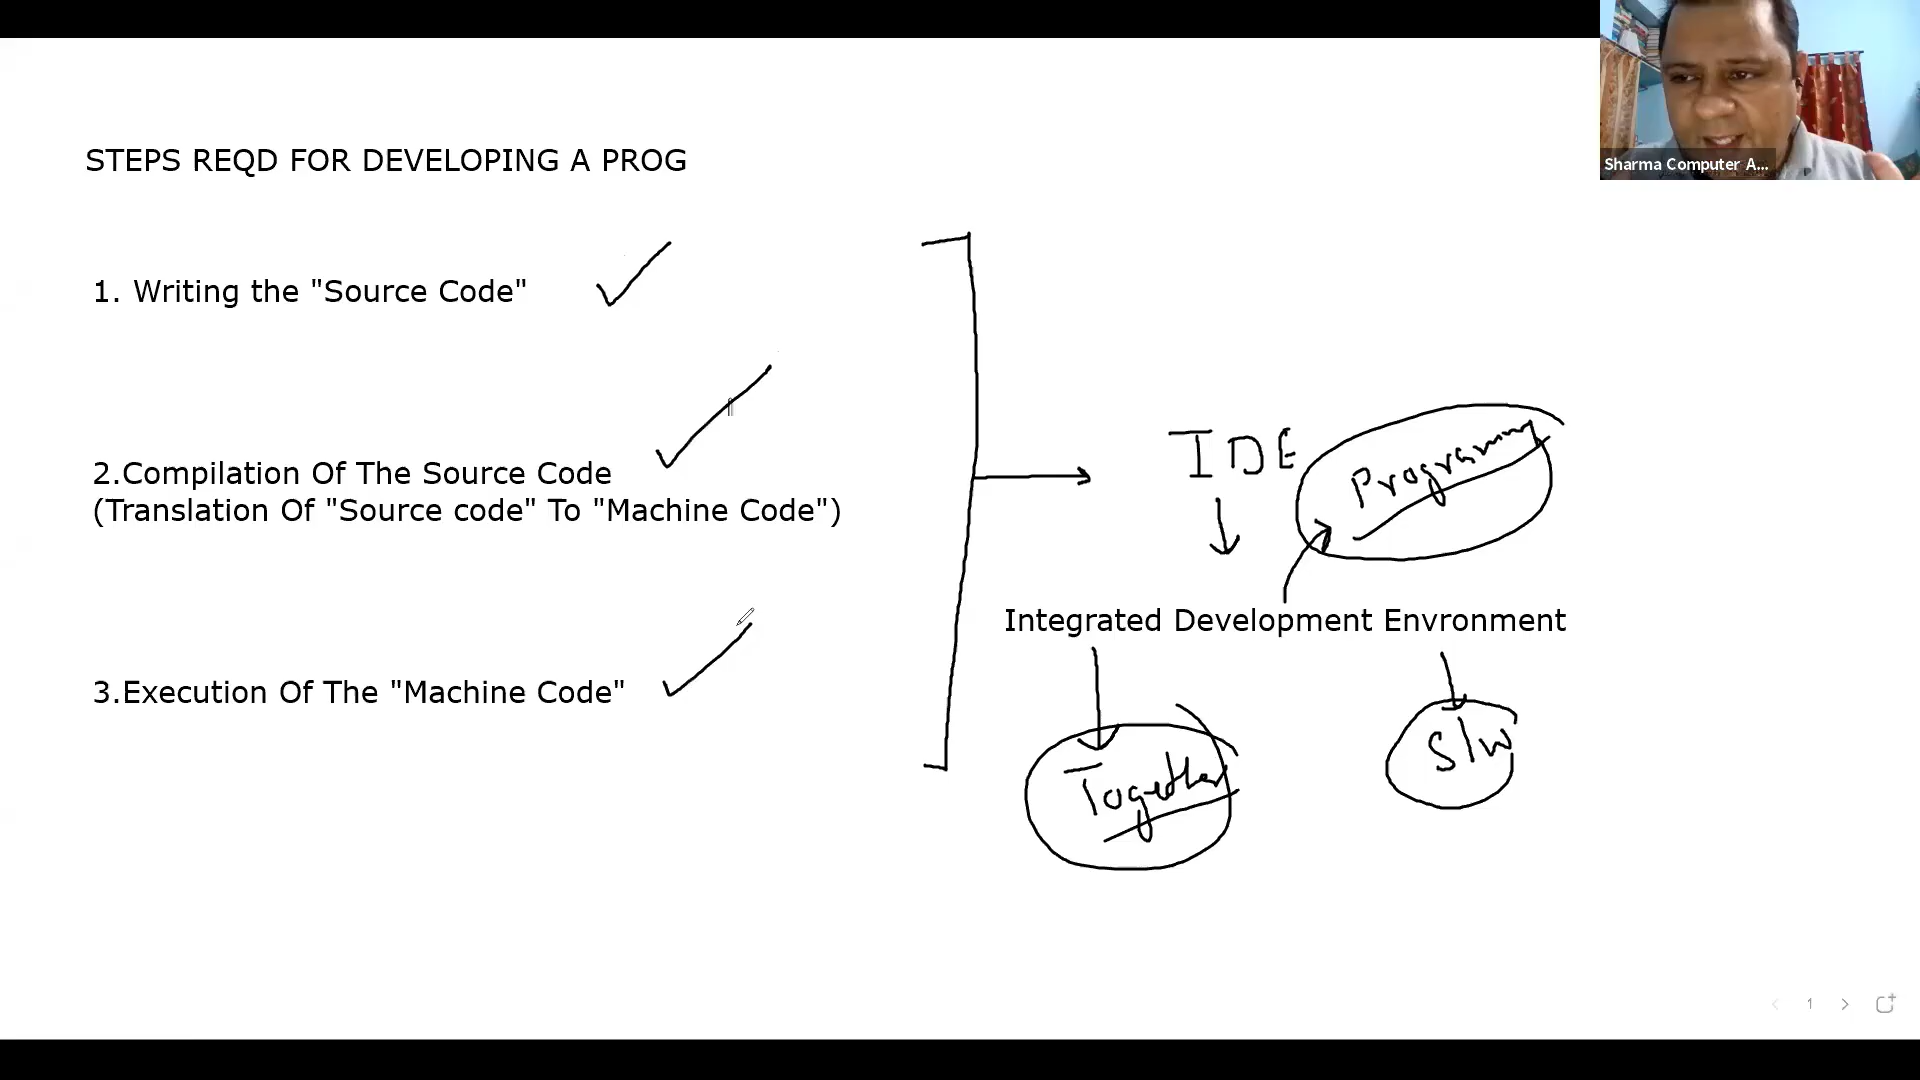 Sharma Computer A...
STEPS REQD FOR DEVELOPING A PROG
1. Writing the "Source Code"
2.Compilation Of The Source Code
(Translation Of "Source code" To "Machine Code")
3.Execution Of The "Machine Code"
IDE
Programming
Integrated Development Envronment
Together
S/W
1